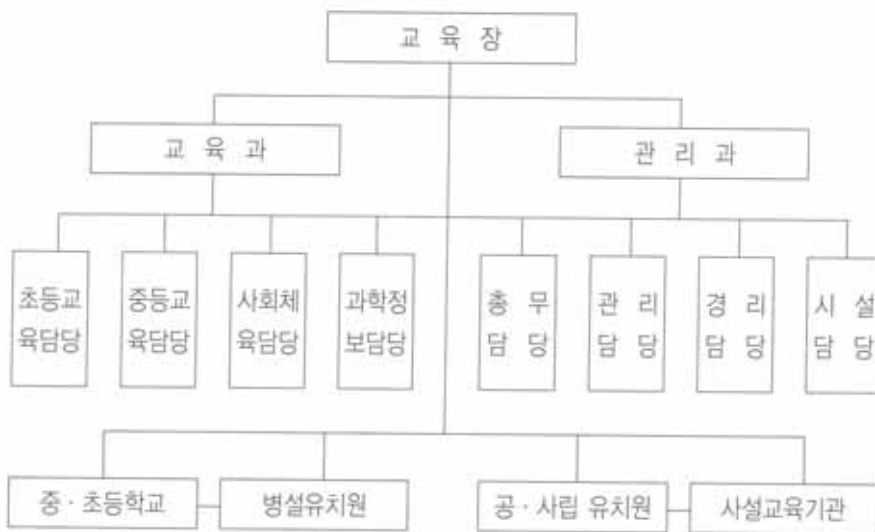 교 육 장
교 육 과
관 리 과
초등교
육담당
중등교
육담당
사회체
육담당
과학정
보담당
총 무
담 당
관 리
담 당
경 리
담 당
시 설
담 당
중 · 초등학교
병설유치원
공 · 사립 유치원
사설교육기관